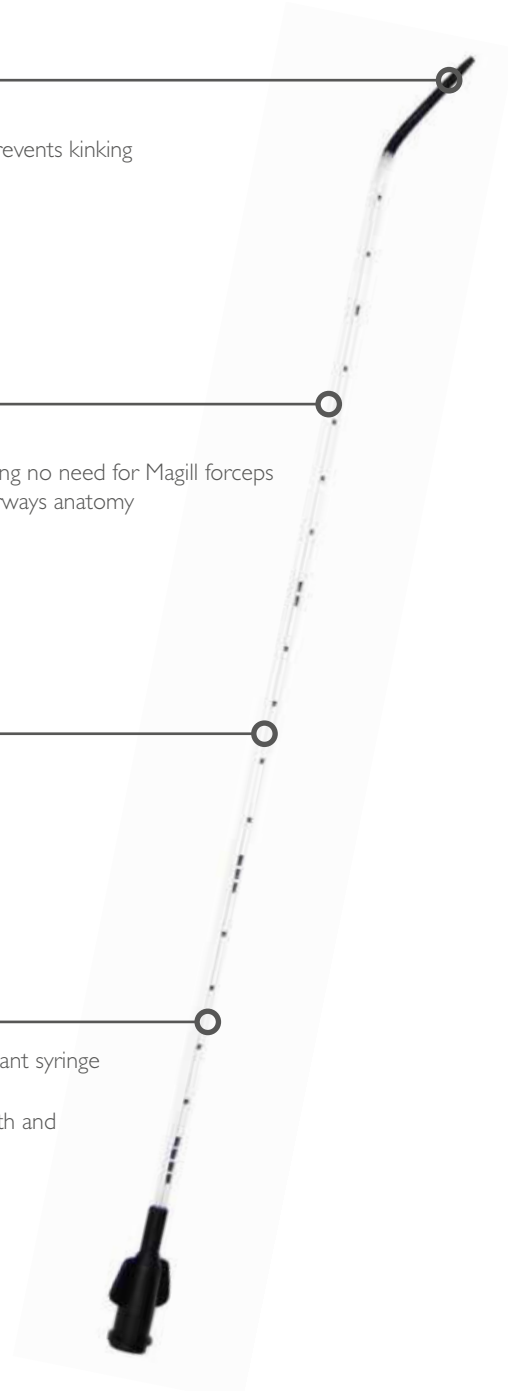 revents kinking
ng no need for Magill forceps
ways anatomy
ant syringe
th and